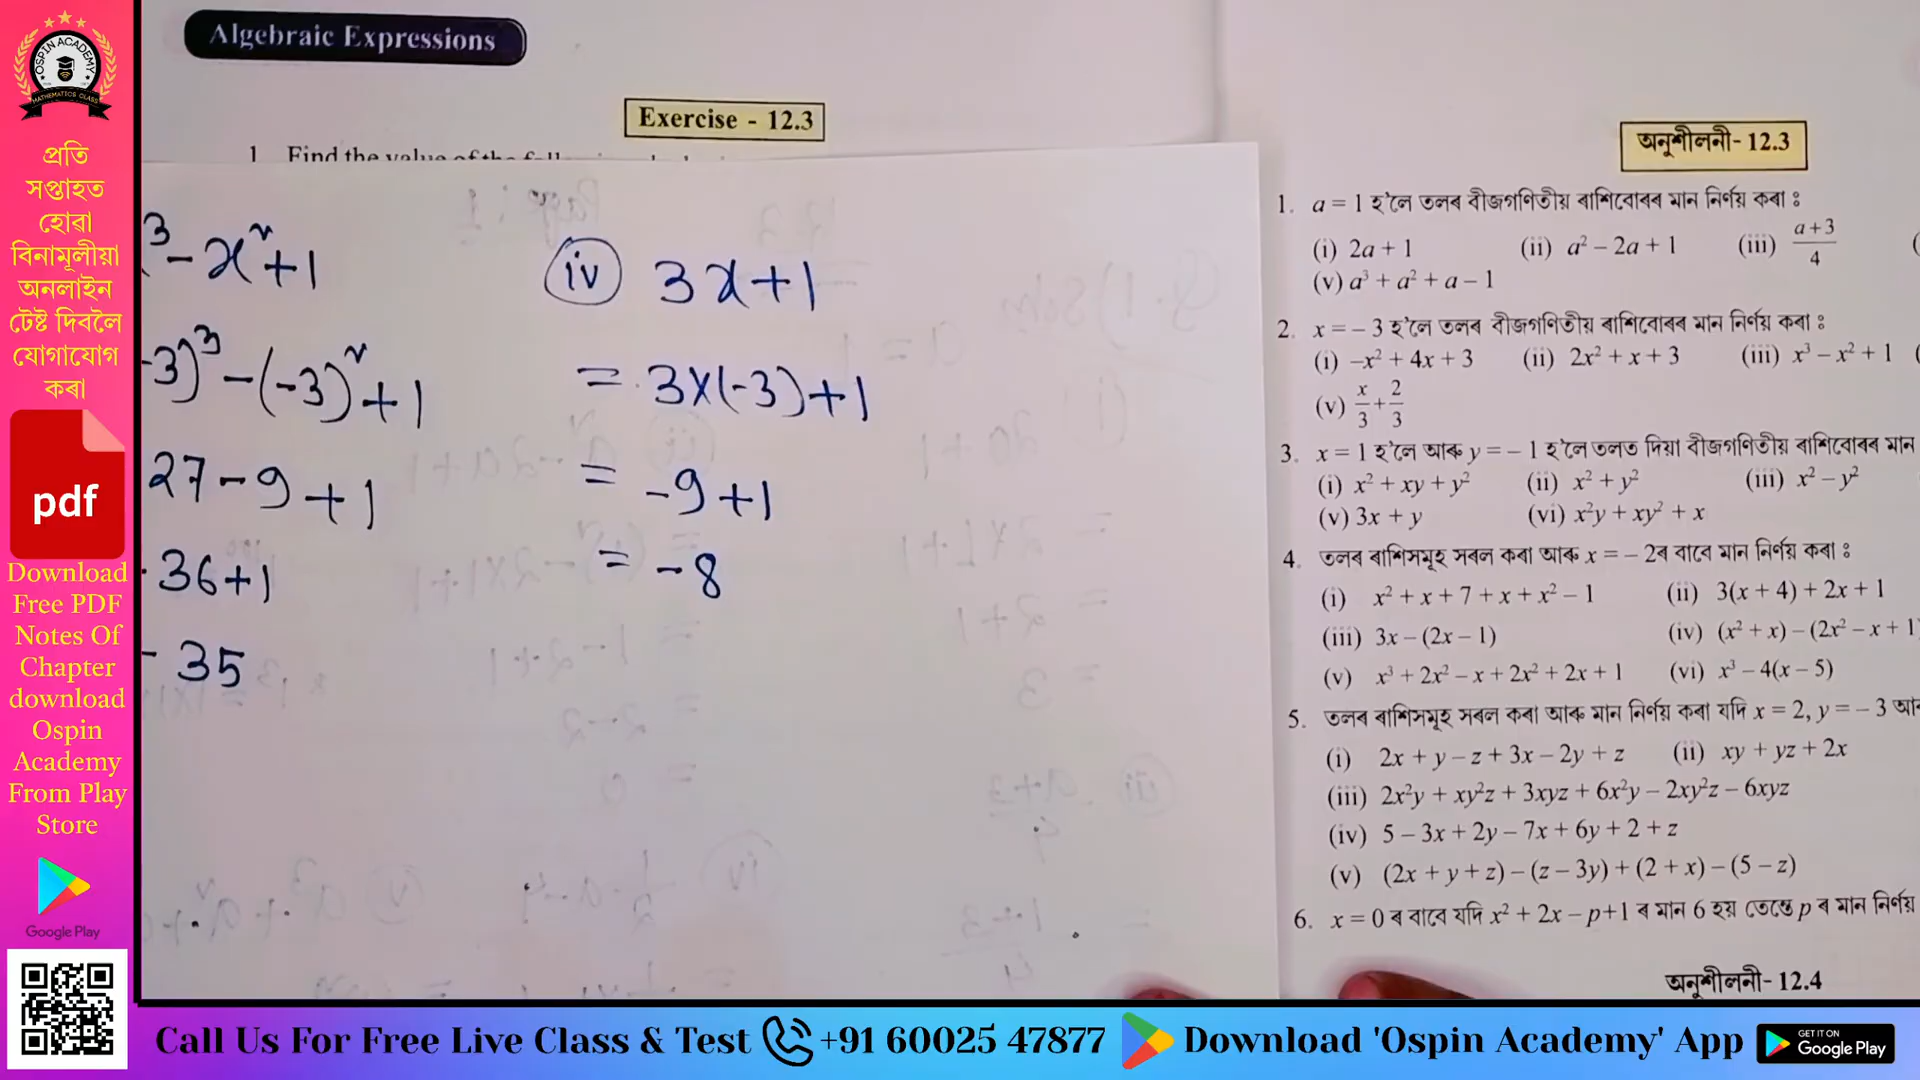 OSPIN ACADEMY
MATHEMATICS CLASS
প্ৰতি
সপ্তাহত
হোৱা
বিনামূলীয়া
অনলাইন
টেষ্ট দিবলৈ
যোগাযোগ
কৰা
pdf
Download
Free PDF
Notes Of
Chapter
download
Ospin
Academy
From Play
Store
Google Play
Algebraic Expressions
Exercise - 12.3
1. Find the value of the
³ - x² + 1
-3)³ - (-3)² + 1
27 - 9 + 1
36 + 1
- 35
(iv) 3x + 1
= 3×(-3) + 1
= -9 + 1
= -8
অনুশীলনী- 12.3
1. a = 1 হ'লে তলৰ বীজগণিতীয় ৰাশিবোৰৰ মান নিৰ্ণয় কৰা ঃ
(i) 2a + 1 (ii) a² – 2a + 1 (iii) (a+3)/4
(v) a³ + a² + a – 1
2. x = – 3 হ'লে তলৰ বীজগণিতীয় ৰাশিবোৰৰ মান নিৰ্ণয় কৰা ঃ
(i) –x² + 4x + 3 (ii) 2x² + x + 3 (iii) x³ – x² + 1
(v) x/3 + 2/3
3. x = 1 হ'লে আৰু y = – 1 হ'লে তলত দিয়া বীজগণিতীয় ৰাশিবোৰৰ মান
(i) x² + xy + y² (ii) x² + y² (iii) x² – y²
(v) 3x + y (vi) x²y + xy² + x
4. তলৰ ৰাশিসমূহ সৰল কৰা আৰু x = – 2ৰ বাবে মান নিৰ্ণয় কৰা ঃ
(i) x² + x + 7 + x + x² – 1 (ii) 3(x + 4) + 2x + 1
(iii) 3x – (2x – 1) (iv) (x² + x) – (2x² – x + 1
(v) x³ + 2x² – x + 2x² + 2x + 1 (vi) x³ – 4(x – 5)
5. তলৰ ৰাশিসমূহ সৰল কৰা আৰু মান নিৰ্ণয় কৰা যদি x = 2, y = – 3
(i) 2x + y – z + 3x – 2y + z (ii) xy + yz + 2x
(iii) 2x²y + xy²z + 3xyz + 6x²y – 2xy²z – 6xyz
(iv) 5 – 3x + 2y – 7x + 6y + 2 + z
(v) (2x + y + z) – (z – 3y) + (2 + x) – (5 – z)
6. x = 0 ৰ বাবে যদি x² + 2x – p+1 ৰ মান 6 হয় তেন্তে p ৰ মান নিৰ্ণয়
অনুশীলনী- 12.4
Call Us For Free Live Class & Test +91 60025 47877 Download 'Ospin Academy' App GET IT ON Google Play